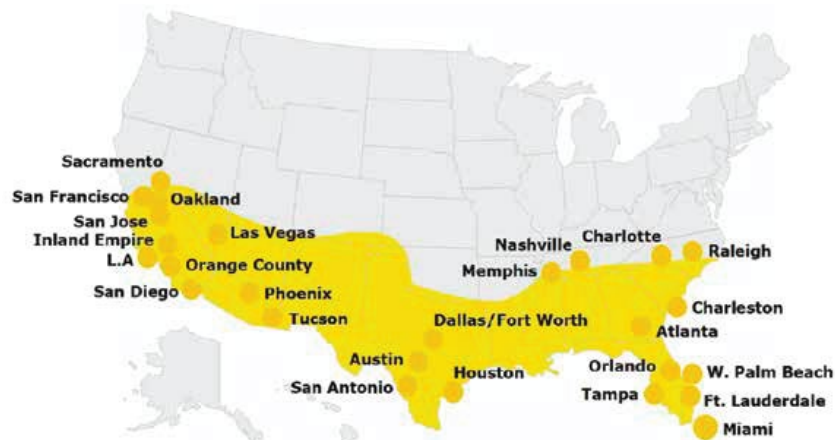 Sacramento
San Francisco
Oakland
San Jose
Las Vegas
Inland Empire
L.A
Orange County
San Diego
Phoenix
Tucson
Nashville
Charlotte
Raleigh
Memphis
Charleston
Dallas/Fort Worth
Atlanta
Austin
Houston
San Antonio
Orlando
W. Palm Beach
Tampa
Ft. Lauderdale
Miami